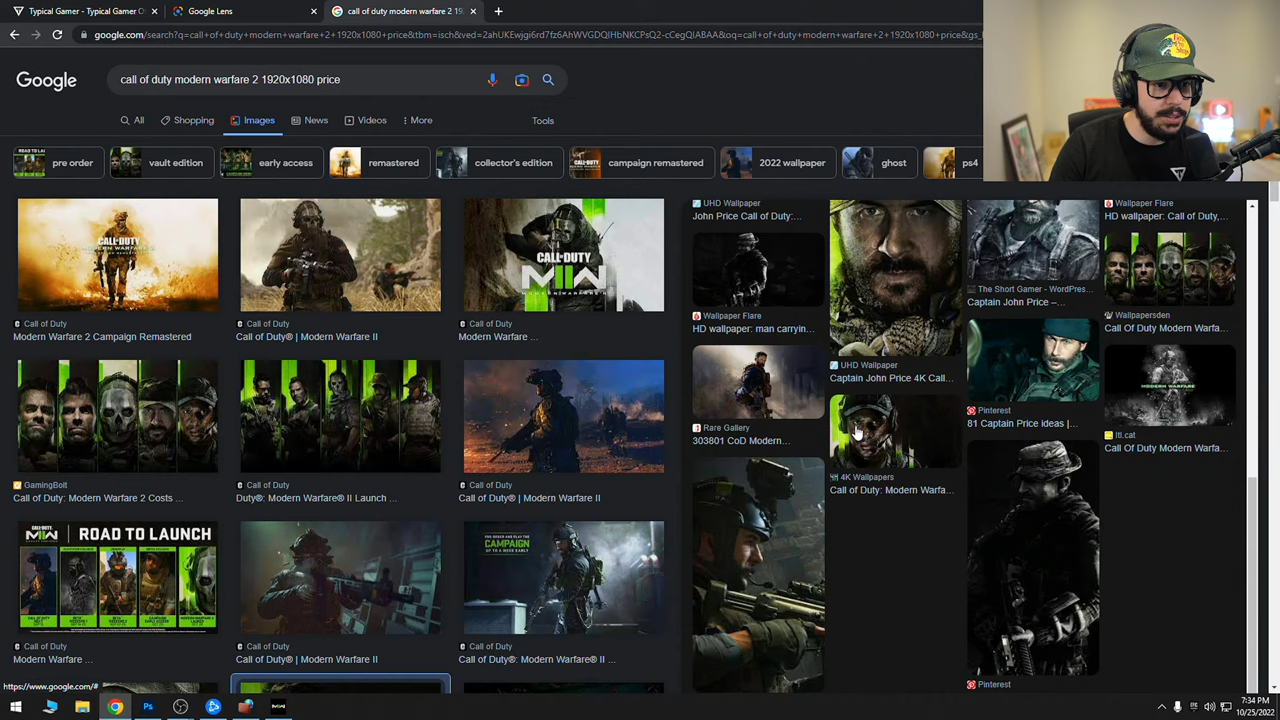 Typical Gamer - Typical Gamer C
Google Lens
call of duty modern warfare 2 19
google.com/search?q=call+of+duty+modern+warfare+2+1920x1080+price&tbm=isch&ved=
Google
call of duty modern warfare 2 1920x1080 price
All
Shopping
Images
News
Videos
More
Tools
pre order
vault edition
early access
remastered
collector's edition
campaign remastered
2022 wallpaper
ghost
ps4
CALL OF DUTY
MODERN WARFARE
Call of Duty
Modern Warfare 2 Campaign Remastered
Call of Duty
Call of Duty® | Modern Warfare II
CALL OF DUTY
MWII
MODERN WARFARE II
Call of Duty
Modern Warfare ...
GamingBolt
Call of Duty: Modern Warfare 2 Costs ...
Call of Duty
Duty®: Modern Warfare® II Launch ...
Call of Duty
Call of Duty® | Modern Warfare II
ROAD TO LAUNCH
Call of Duty
Modern Warfare ...
Call of Duty
Call of Duty® | Modern Warfare II
CAMPAIGN
Call of Duty
Call of Duty®: Modern Warfare® II ...
UHD Wallpaper
John Price Call of Duty:...
Wallpaper Flare
HD wallpaper: man carryin...
Rare Gallery
303801 CoD Modern...
UHD Wallpaper
Captain John Price 4K Call...
4K Wallpapers
Call of Duty: Modern Warfa...
The Short Gamer - WordPres...
Captain John Price –...
Pinterest
81 Captain Price ideas |...
Pinterest
Wallpaper Flare
HD wallpaper: Call of Duty,...
Wallpapersden
Call Of Duty Modern Warfa...
MODERN WARFARE
itl.cat
Call Of Duty Modern Warfa...
https://www.google.com/#
7:34 PM
10/25/2022